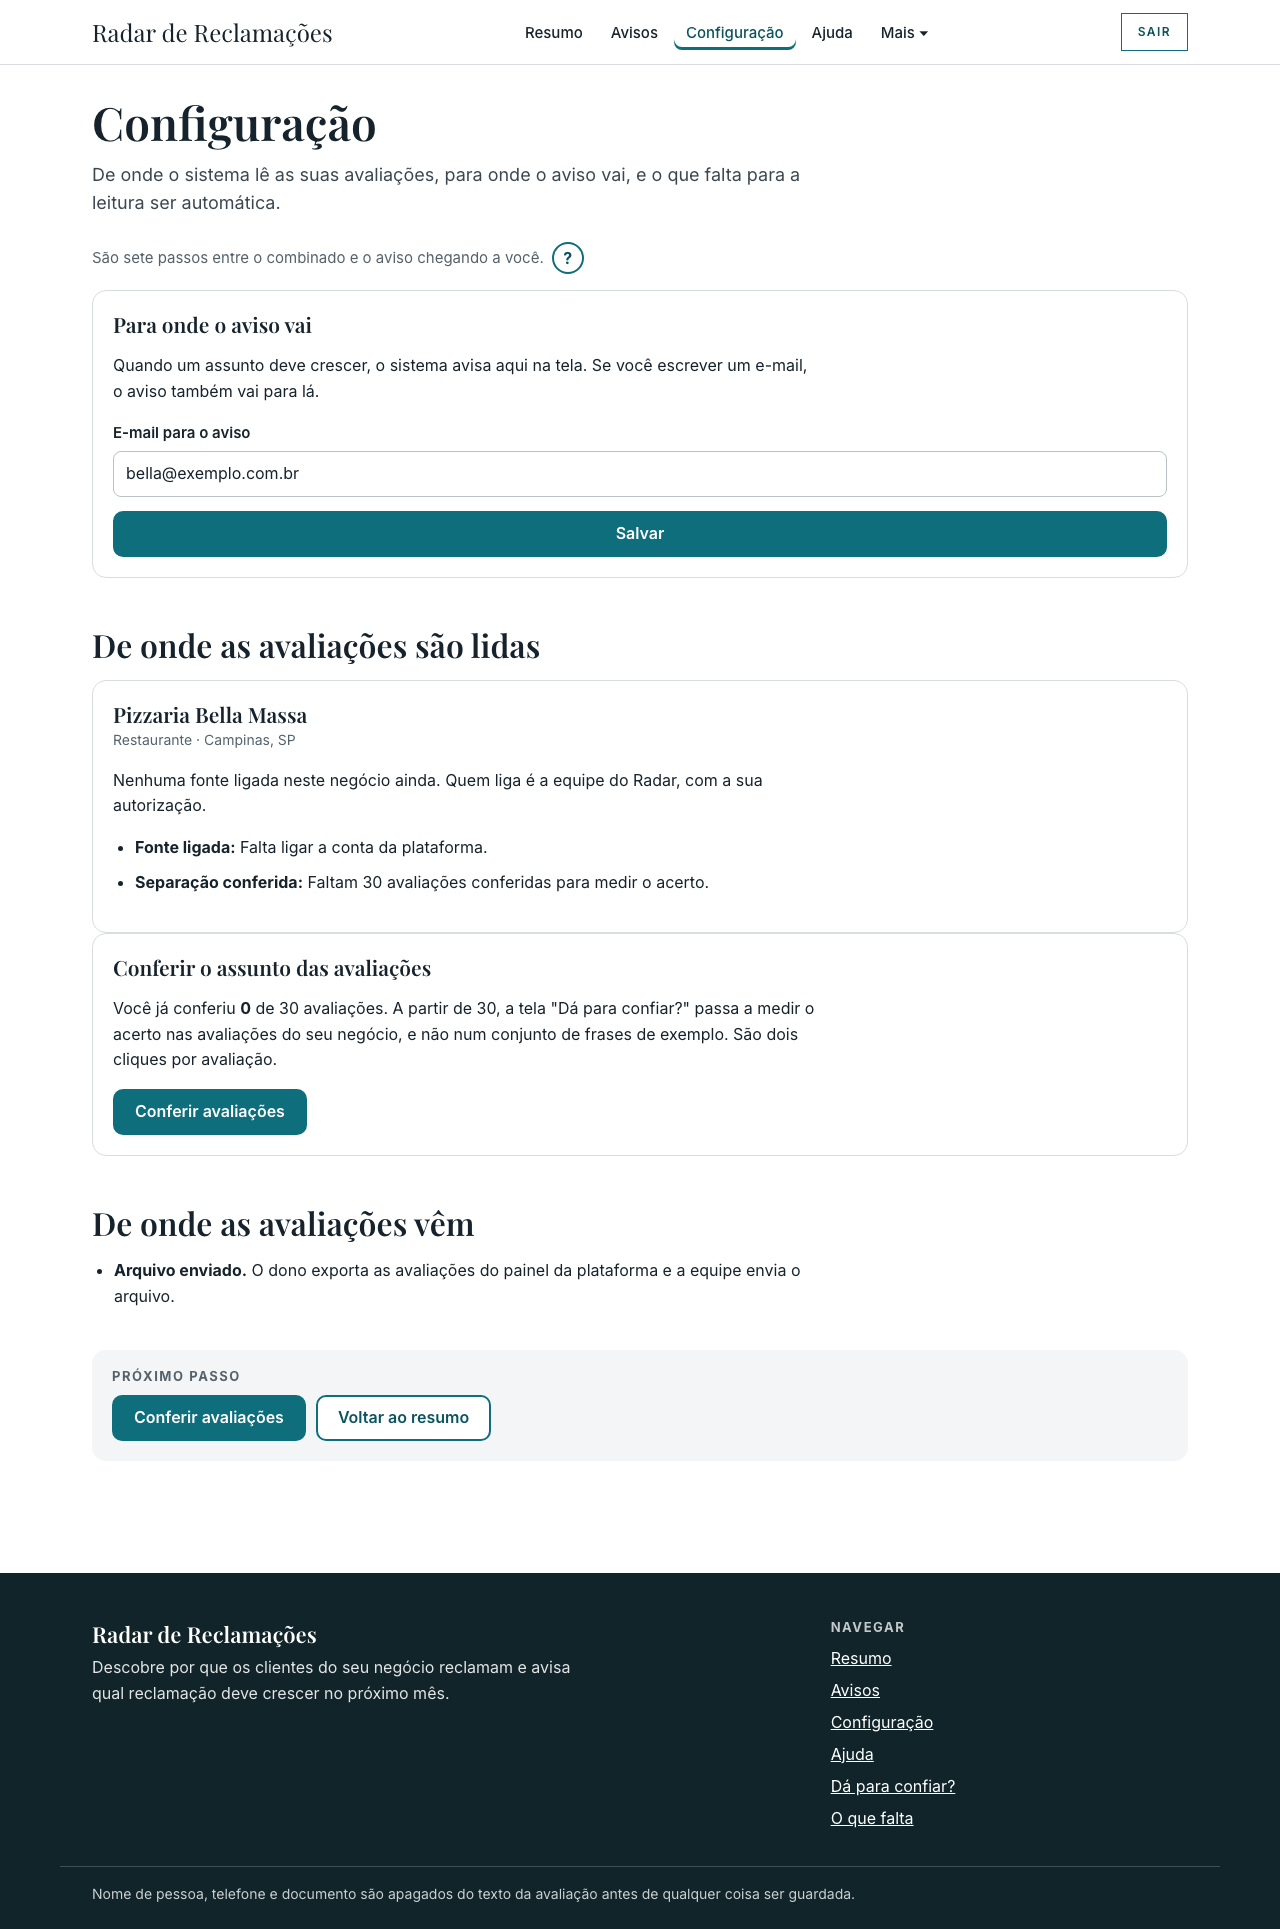 Radar de Reclamações
Resumo
Avisos
Configuração
Ajuda
Mais
SAIR
Configuração
De onde o sistema lê as suas avaliações, para onde o aviso vai, e o que falta para a
leitura ser automática.
São sete passos entre o combinado e o aviso chegando a você.
?
Para onde o aviso vai
Quando um assunto deve crescer, o sistema avisa aqui na tela. Se você escrever um e-mail,
o aviso também vai para lá.
E-mail para o aviso
bella@exemplo.com.br
Salvar
De onde as avaliações são lidas
Pizzaria Bella Massa
Restaurante · Campinas, SP
Nenhuma fonte ligada neste negócio ainda. Quem liga é a equipe do Radar, com a sua
autorização.
• Fonte ligada: Falta ligar a conta da plataforma.
• Separação conferida: Faltam 30 avaliações conferidas para medir o acerto.
Conferir o assunto das avaliações
Você já conferiu 0 de 30 avaliações. A partir de 30, a tela "Dá para confiar?" passa a medir o
acerto nas avaliações do seu negócio, e não num conjunto de frases de exemplo. São dois
cliques por avaliação.
Conferir avaliações
De onde as avaliações vêm
• Arquivo enviado. O dono exporta as avaliações do painel da plataforma e a equipe envia o
arquivo.
PRÓXIMO PASSO
Conferir avaliações
Voltar ao resumo
Radar de Reclamações
Descobre por que os clientes do seu negócio reclamam e avisa
qual reclamação deve crescer no próximo mês.
NAVEGAR
Resumo
Avisos
Configuração
Ajuda
Dá para confiar?
O que falta
Nome de pessoa, telefone e documento são apagados do texto da avaliação antes de qualquer coisa ser guardada.